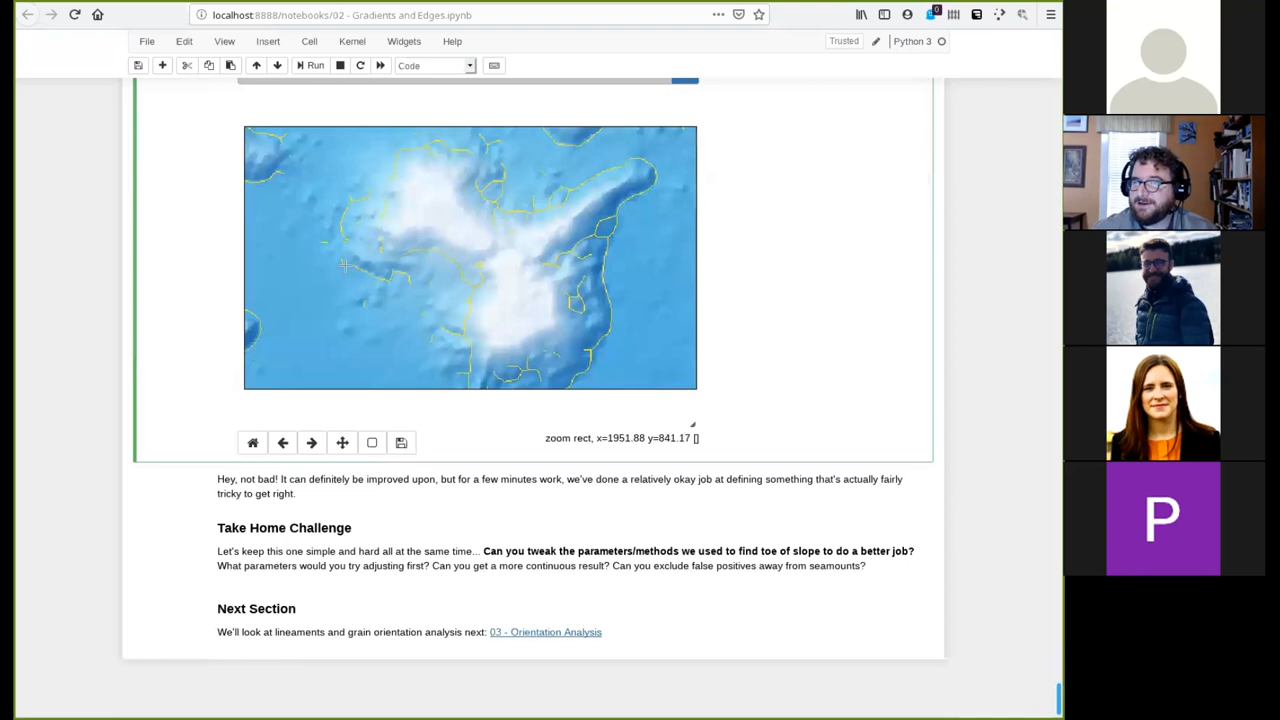 localhost:8888/notebooks/02 - Gradients and Edges.ipynb
0
File Edit View Insert Cell Kernel Widgets Help
Trusted
Python 3
Run
Code
zoom rect, x=1951.88 y=841.17 []
Hey, not bad! It can definitely be improved upon, but for a few minutes work, we've done a relatively okay job at defining something that's actually fairly
tricky to get right.
Take Home Challenge
Let's keep this one simple and hard all at the same time... Can you tweak the parameters/methods we used to find toe of slope to do a better job?
What parameters would you try adjusting first? Can you get a more continuous result? Can you exclude false positives away from seamounts?
Next Section
We'll look at lineaments and grain orientation analysis next: 03 - Orientation Analysis
P